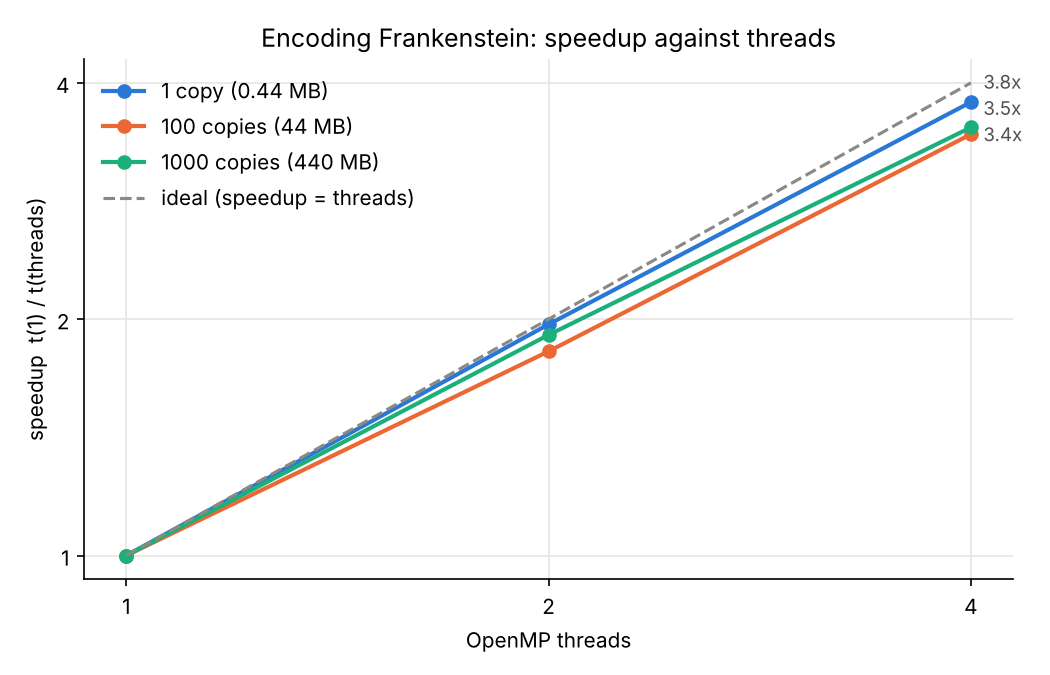 Encoding Frankenstein: speedup against threads
1 copy (0.44 MB)
100 copies (44 MB)
1000 copies (440 MB)
ideal (speedup = threads)
3.8x
3.5x
3.4x
speedup t(1) / t(threads)
4
2
1
1 2 4
OpenMP threads